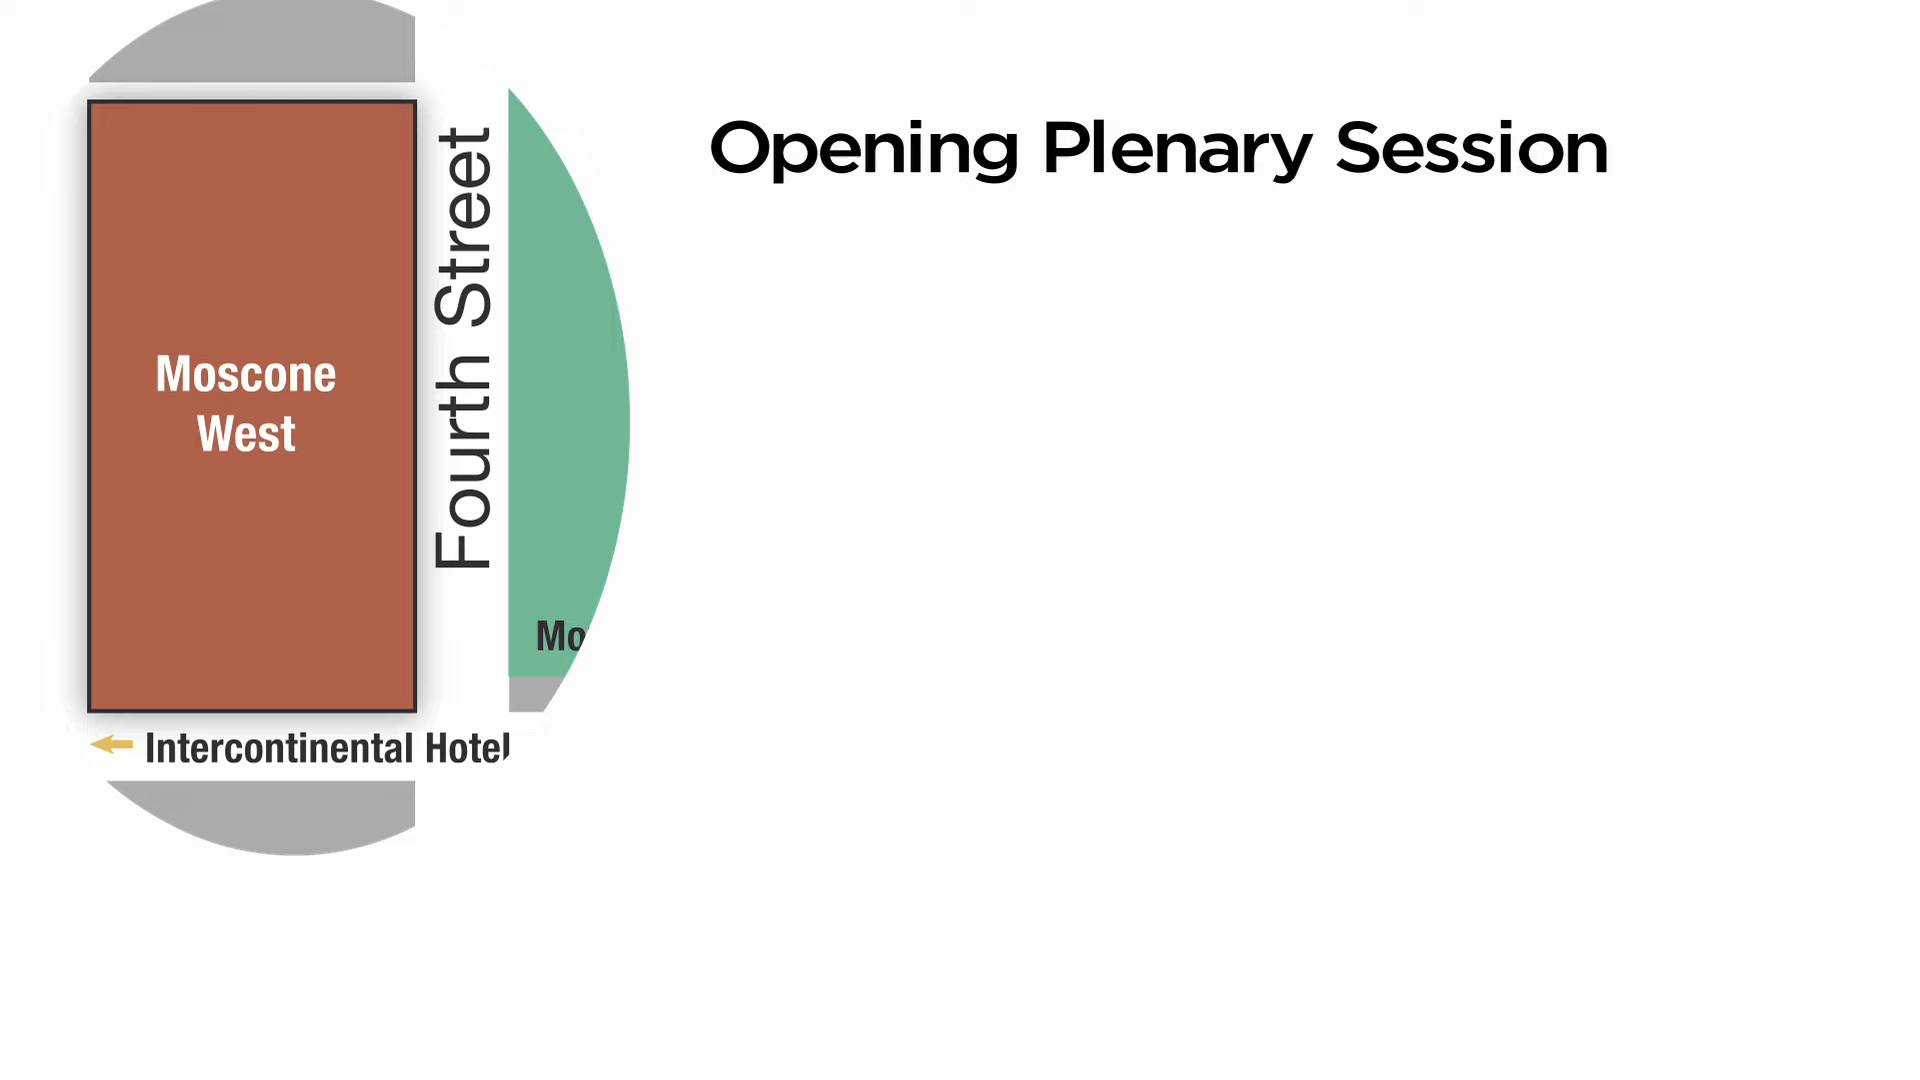 Opening Plenary Session
Moscone
West
Fourth Street
Intercontinental Hotel